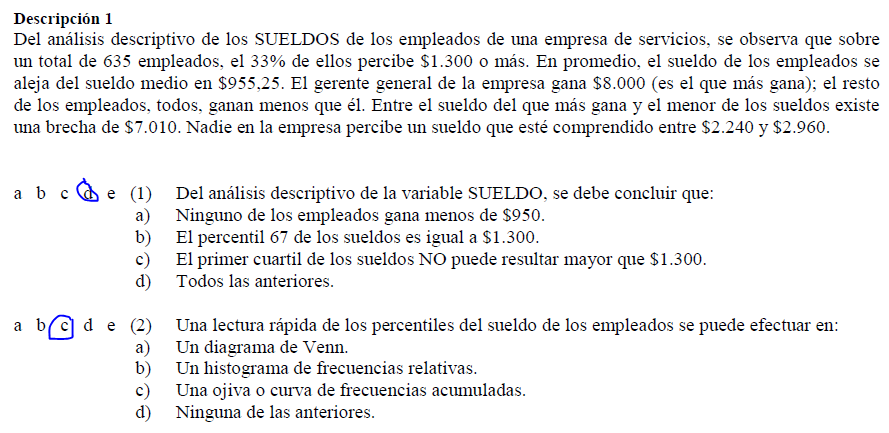 Descripción 1
Del análisis descriptivo de los SUELDOS de los empleados de una empresa de servicios, se observa que sobre
un total de 635 empleados, el 33% de ellos percibe $1.300 o más. En promedio, el sueldo de los empleados se
aleja del sueldo medio en $955,25. El gerente general de la empresa gana $8.000 (es el que más gana); el resto
de los empleados, todos, ganan menos que él. Entre el sueldo del que más gana y el menor de los sueldos existe
una brecha de $7.010. Nadie en la empresa percibe un sueldo que esté comprendido entre $2.240 y $2.960.
a b c d e (1) Del análisis descriptivo de la variable SUELDO, se debe concluir que:
a) Ninguno de los empleados gana menos de $950.
b) El percentil 67 de los sueldos es igual a $1.300.
c) El primer cuartil de los sueldos NO puede resultar mayor que $1.300.
d) Todos las anteriores.
a b c d e (2) Una lectura rápida de los percentiles del sueldo de los empleados se puede efectuar en:
a) Un diagrama de Venn.
b) Un histograma de frecuencias relativas.
c) Una ojiva o curva de frecuencias acumuladas.
d) Ninguna de las anteriores.